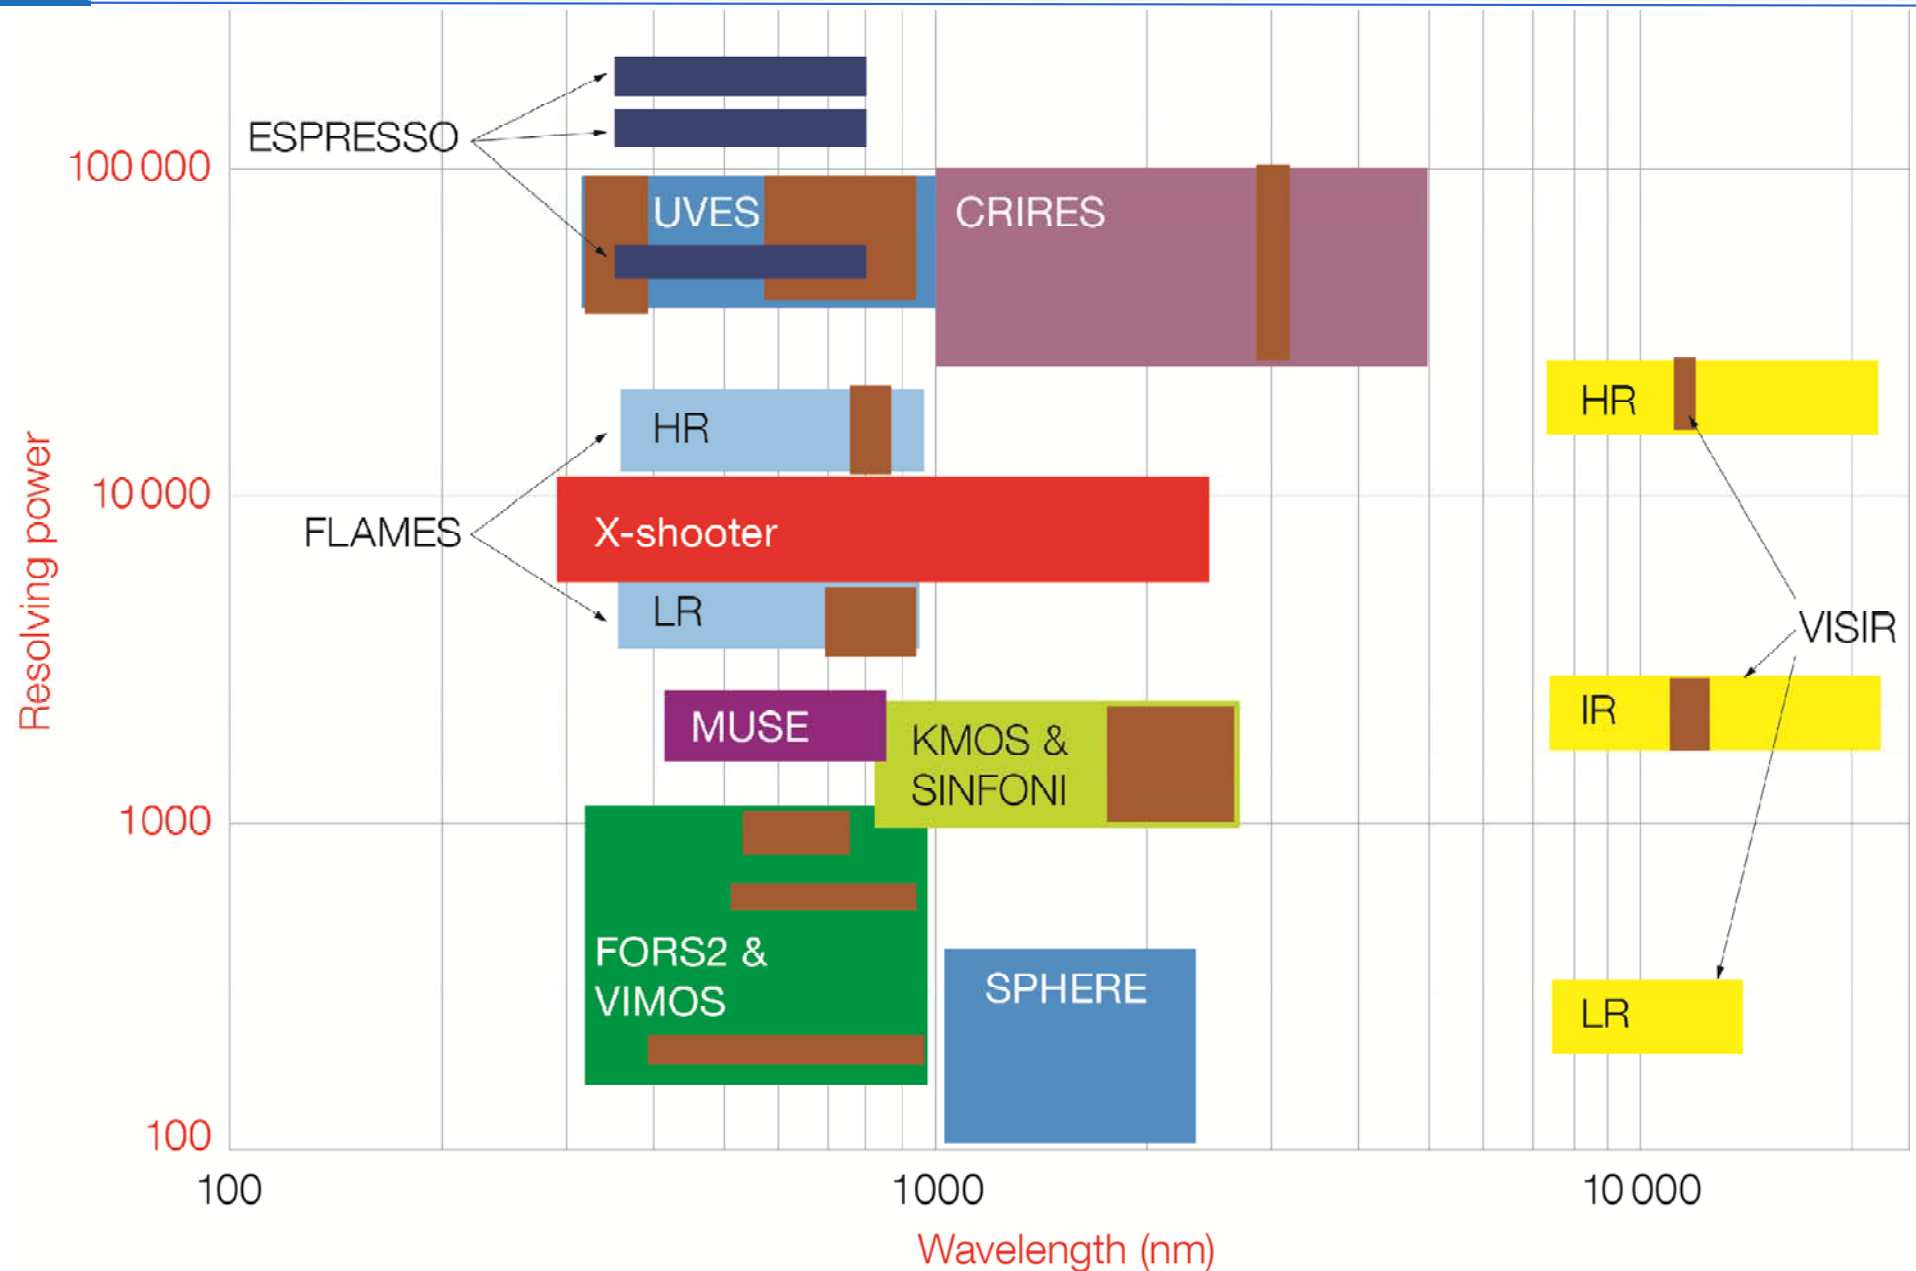 ESPRESSO
100 000
UVES
CRIRES
HR
HR
10 000
FLAMES
X-shooter
LR
VISIR
Resolving power
MUSE
IR
KMOS &
SINFONI
1000
FORS2 &
VIMOS
SPHERE
LR
100
100
1000
10 000
Wavelength (nm)